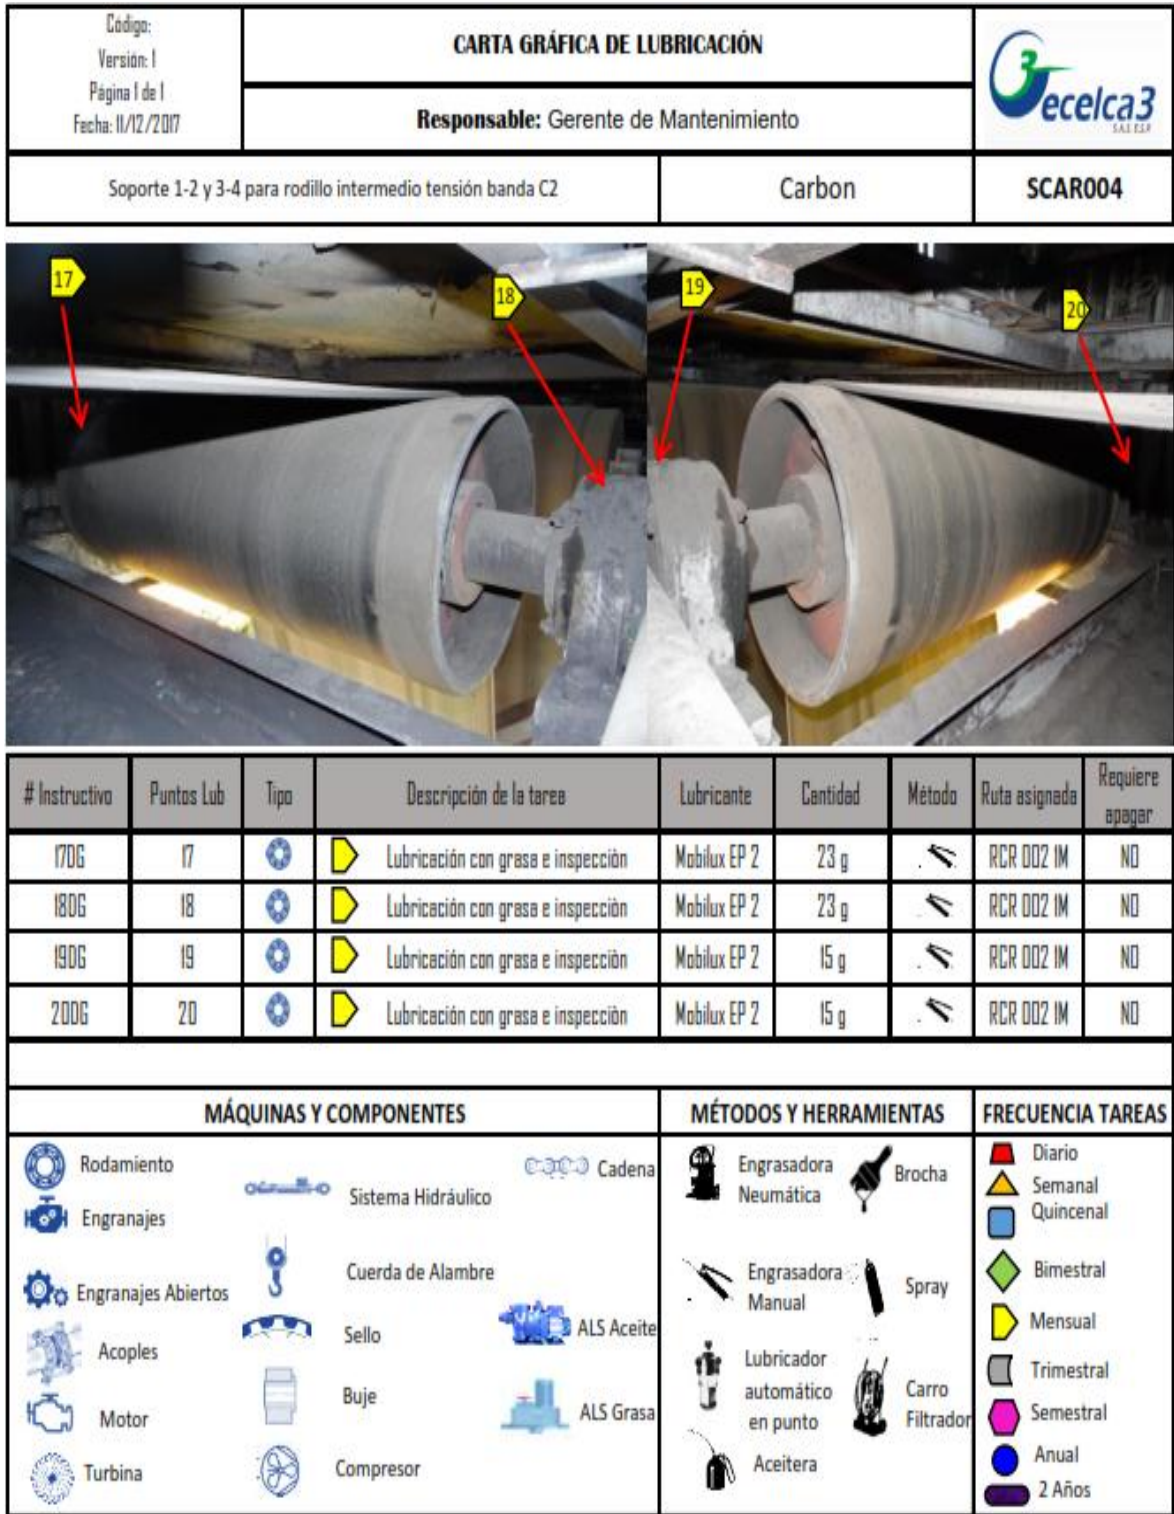 Código:
Versión: 1
Página 1 de 1
Fecha: 11/12/2017
CARTA GRÁFICA DE LUBRICACIÓN
Responsable: Gerente de Mantenimiento
3
ecelca3
S.A.S. E.S.P.
Soporte 1-2 y 3-4 para rodillo intermedio tensión banda C2
Carbon
SCAR004
17
18
19
20
# Instructivo Puntos Lub Tipo Descripción de la tarea Lubricante Cantidad Método Ruta asignada Requiere apagar
17DG 17 Lubricación con grasa e inspección Mobilux EP 2 23 g RCR 002 1M NO
18DG 18 Lubricación con grasa e inspección Mobilux EP 2 23 g RCR 002 1M NO
19DG 19 Lubricación con grasa e inspección Mobilux EP 2 15 g RCR 002 1M NO
20DG 20 Lubricación con grasa e inspección Mobilux EP 2 15 g RCR 002 1M NO
MÁQUINAS Y COMPONENTES
Rodamiento
Engranajes
Engranajes Abiertos
Acoples
Motor
Turbina
Sistema Hidráulico
Cuerda de Alambre
Sello
Buje
Compresor
Cadena
ALS Aceite
ALS Grasa
MÉTODOS Y HERRAMIENTAS
Engrasadora
Neumática
Engrasadora
Manual
Lubricador
automático
en punto
Aceitera
Brocha
Spray
Carro
Filtrador
FRECUENCIA TAREAS
Diario
Semanal
Quincenal
Bimestral
Mensual
Trimestral
Semestral
Anual
2 Años